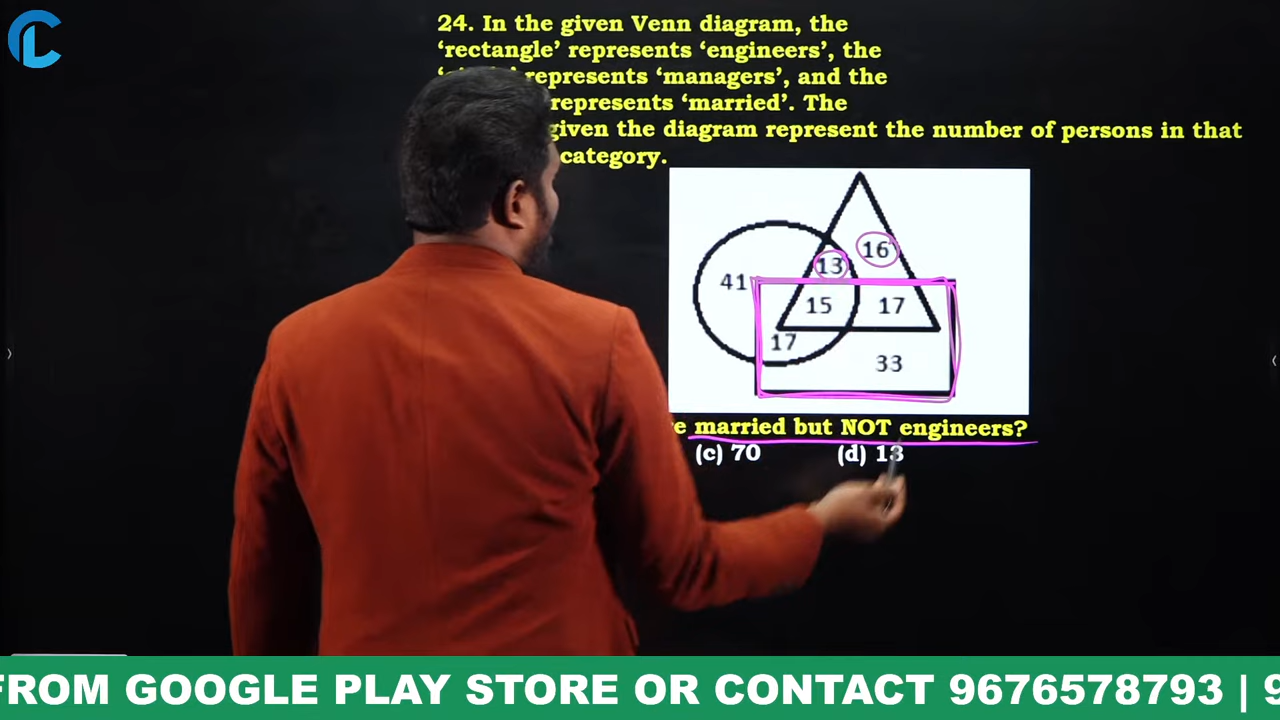 24. In the given Venn diagram, the
‘rectangle’ represents ‘engineers’, the
represents ‘managers’, and the
represents ‘married’. The
given the diagram represent the number of persons in that
category.
16
13
41
15 17
17
33
married but NOT engineers?
(c) 70 (d) 13
FROM GOOGLE PLAY STORE OR CONTACT 9676578793 |